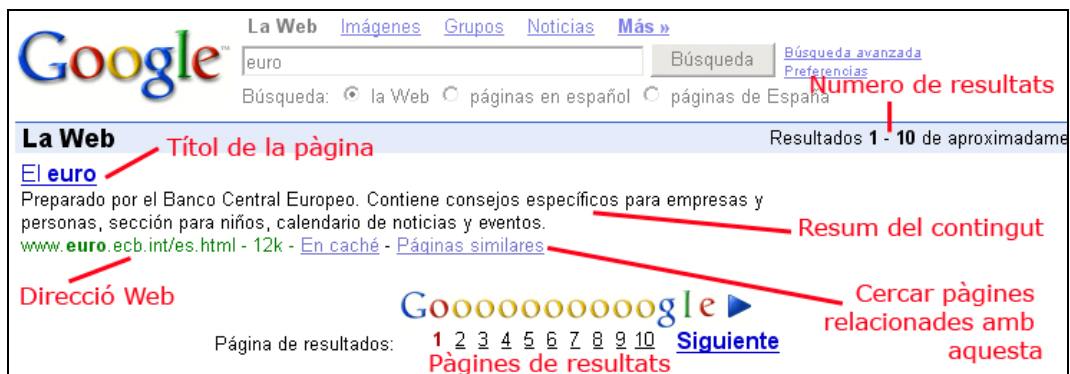 La Web Imágenes Grupos Noticias Más »
Google™
euro Búsqueda Búsqueda avanzada
Preferencias
Búsqueda: la Web páginas en español páginas de España
Numero de resultats
La Web Resultados 1 - 10 de aproximadame
Títol de la pàgina
El euro
Preparado por el Banco Central Europeo. Contiene consejos específicos para empresas y
personas, sección para niños, calendario de noticias y eventos.
Resum del contingut
www.euro.ecb.int/es.html - 12k - En caché - Páginas similares
Direcció Web
Cercar pàgines
relacionades amb
aquesta
Goooooooooogle
Página de resultados: 1 2 3 4 5 6 7 8 9 10 Siguiente
Pàgines de resultats